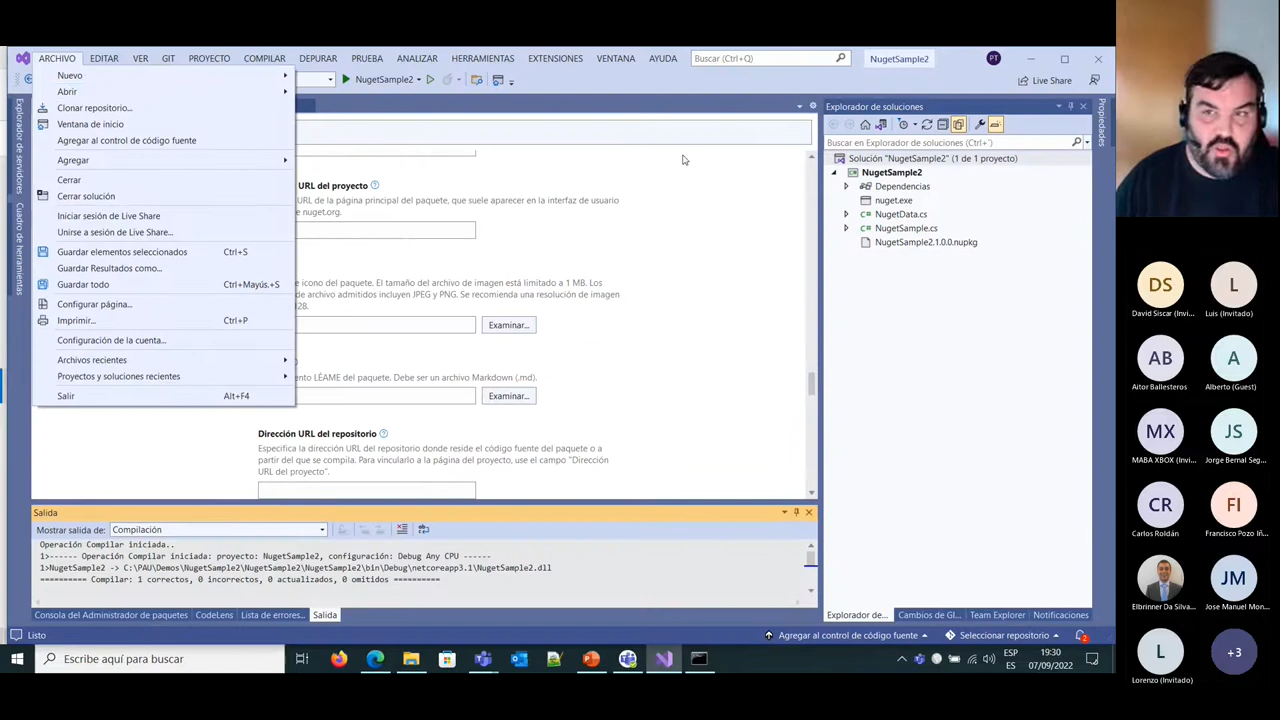 ARCHIVO EDITAR VER GIT PROYECTO COMPILAR DEPURAR PRUEBA ANALIZAR HERRAMIENTAS EXTENSIONES VENTANA AYUDA Buscar (Ctrl+Q) NugetSample2 PT
NugetSample2 Live Share
Nuevo
Abrir
Clonar repositorio...
Ventana de inicio
Agregar al control de código fuente
Agregar
Cerrar
Cerrar solución
Iniciar sesión de Live Share
Unirse a sesión de Live Share...
Guardar elementos seleccionados Ctrl+S
Guardar Resultados como...
Guardar todo Ctrl+Mayús.+S
Configurar página...
Imprimir... Ctrl+P
Configuración de la cuenta...
Archivos recientes
Proyectos y soluciones recientes
Salir Alt+F4
Explorador de servidores
Cuadro de herramientas
URL del proyecto
URL de la página principal del paquete, que suele aparecer en la interfaz de usuario
nuget.org.
icono del paquete. El tamaño del archivo de imagen está limitado a 1 MB. Los
de archivo admitidos incluyen JPEG y PNG. Se recomienda una resolución de imagen
128.
Examinar...
LÉAME del paquete. Debe ser un archivo Markdown (.md).
Examinar...
Dirección URL del repositorio
Especifica la dirección URL del repositorio donde reside el código fuente del paquete o a
partir del que se compila. Para vincularlo a la página del proyecto, use el campo "Dirección
URL del proyecto".
Explorador de soluciones
Buscar en Explorador de soluciones (Ctrl+´)
Solución "NugetSample2" (1 de 1 proyecto)
NugetSample2
Dependencias
nuget.exe
NugetData.cs
NugetSample.cs
NugetSample2.1.0.0.nupkg
Propiedades
Salida
Mostrar salida de: Compilación
Operación Compilar iniciada..
1>------ Operación Compilar iniciada: proyecto: NugetSample2, configuración: Debug Any CPU ------
1>NugetSample2 -> C:\PAU\Demos\NugetSample2\NugetSample2\NugetSample2\bin\Debug\netcoreapp3.1\NugetSample2.dll
========== Compilar: 1 correctos, 0 incorrectos, 0 actualizados, 0 omitidos ==========
Consola del Administrador de paquetes CodeLens Lista de errores... Salida
Explorador de... Cambios de GI... Team Explorer Notificaciones
Listo Agregar al control de código fuente Seleccionar repositorio 2
Escribe aquí para buscar
ESP
ES
19:30
07/09/2022
DS L
David Siscar (Invi... Luis (Invitado)
AB A
Aitor Ballesteros Alberto (Guest)
MX JS
MABA XBOX (Invi... Jorge Bernal Seg...
CR FI
Carlos Roldán Francisco Pozo Iñ...
JM
Elbrinner Da Silva... Jose Manuel Mon...
L +3
Lorenzo (Invitado)